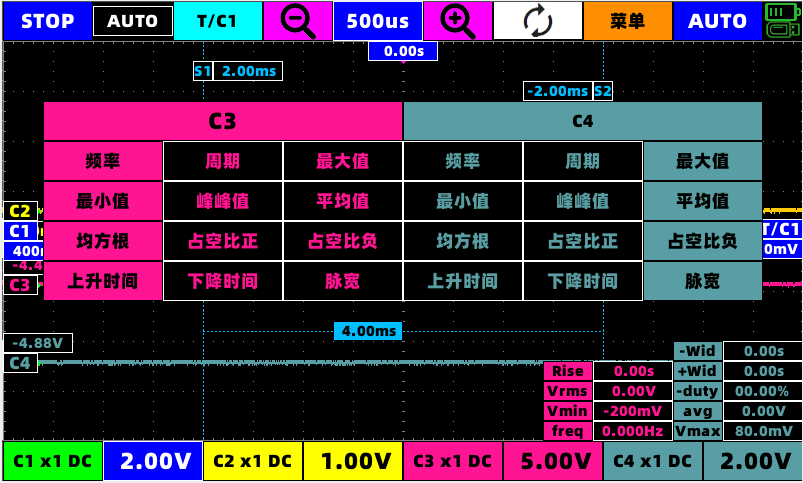 STOP AUTO T/C1 500us 菜单 AUTO
0.00s
S1 2.00ms
-2.00ms S2
C3 C4
频率 周期 最大值 频率 周期 最大值
最小值 峰峰值 平均值 最小值 峰峰值 平均值
C2
C1 T/C1
均方根 占空比正 占空比负 均方根 占空比正 占空比负
400 0mV
-4.4
上升时间 下降时间 脉宽 上升时间 下降时间 脉宽
C3
4.00ms
-4.88V
C4
-Wid 0.00s
Rise 0.00s +Wid 0.00s
Vrms 0.00V -duty 00.00%
Vmin -200mV avg 0.00V
freq 0.000Hz Vmax 80.0mV
C1 x1 DC 2.00V C2 x1 DC 1.00V C3 x1 DC 5.00V C4 x1 DC 2.00V